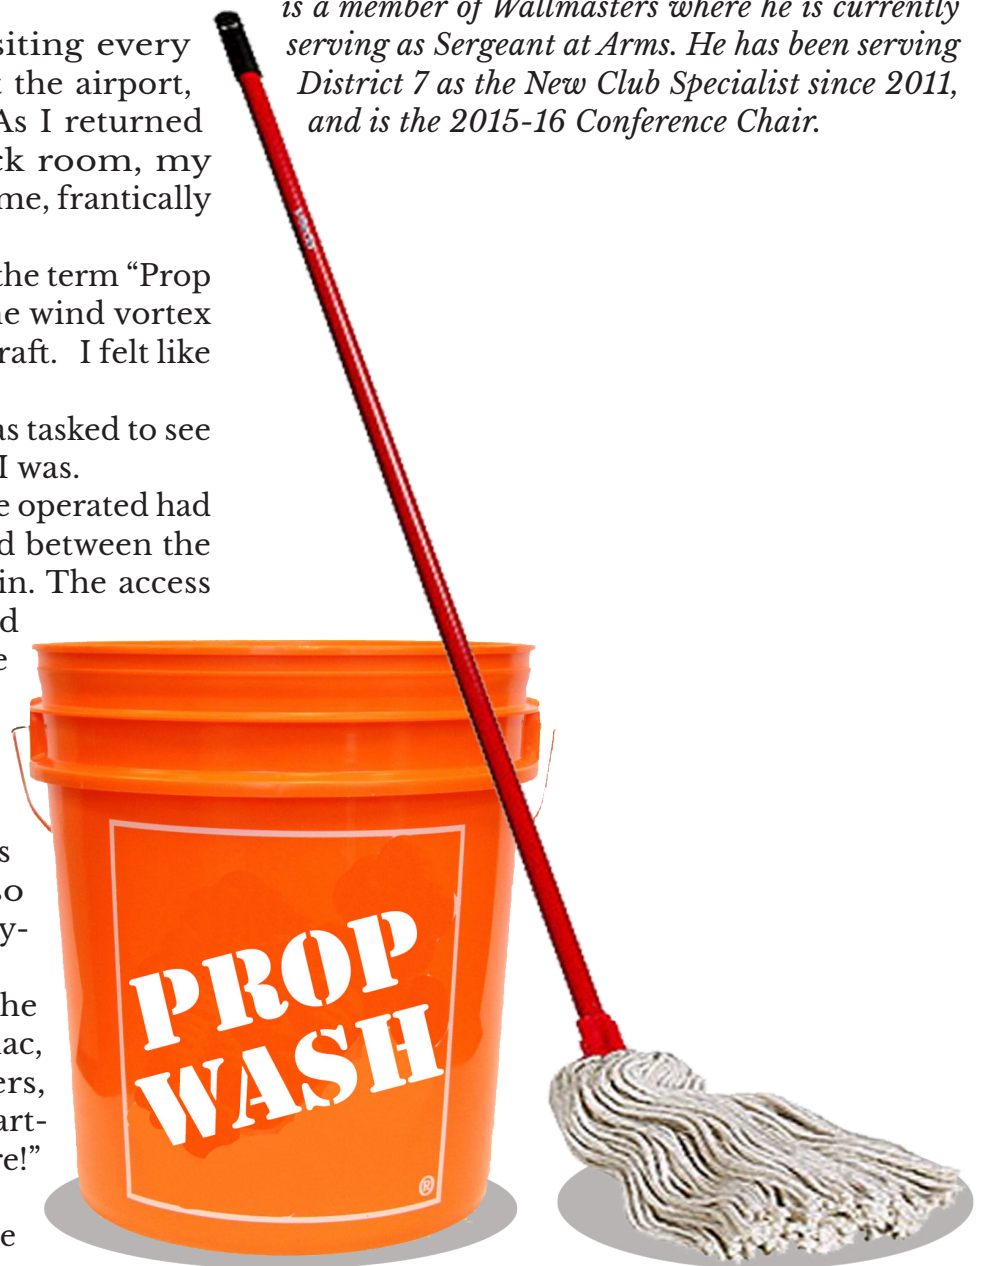 siting every
the airport,
As I returned
ck room, my
me, frantically
the term “Prop
e wind vortex
raft. I felt like
as tasked to see
I was.
e operated had
d between the
in. The access
d
e
s
so
y-
he
ac,
ers,
art-
re!”
e
is a member of Wallmasters where he is currently
serving as Sergeant at Arms. He has been serving
District 7 as the New Club Specialist since 2011,
and is the 2015-16 Conference Chair.
PROP
WASH
®